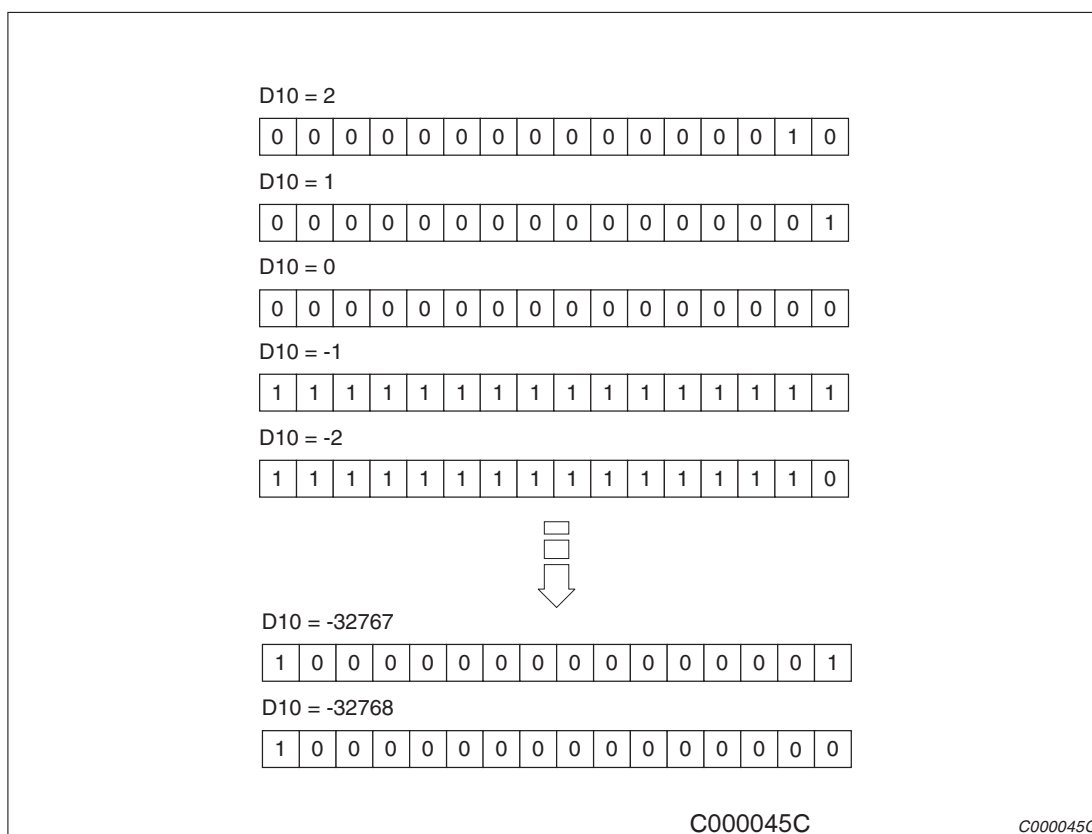 D10 = 2
0 0 0 0 0 0 0 0 0 0 0 0 0 0 1 0
D10 = 1
0 0 0 0 0 0 0 0 0 0 0 0 0 0 0 1
D10 = 0
0 0 0 0 0 0 0 0 0 0 0 0 0 0 0 0
D10 = -1
1 1 1 1 1 1 1 1 1 1 1 1 1 1 1 1
D10 = -2
1 1 1 1 1 1 1 1 1 1 1 1 1 1 1 0
D10 = -32767
1 0 0 0 0 0 0 0 0 0 0 0 0 0 0 1
D10 = -32768
1 0 0 0 0 0 0 0 0 0 0 0 0 0 0 0
C000045C C000045C